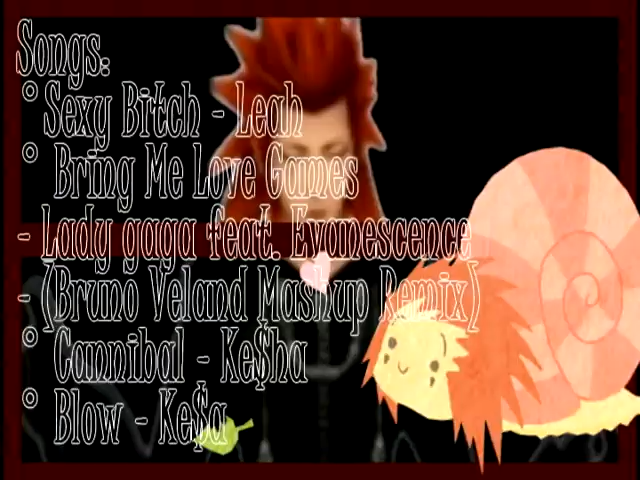 Songs:
° Sexy Bitch - Leah
° Bring Me Love Games
- Lady gaga feat. Evanescence
- (Bruno Veland Mashup Remix)
° Cannibal - Ke$ha
° Blow - Ke$a